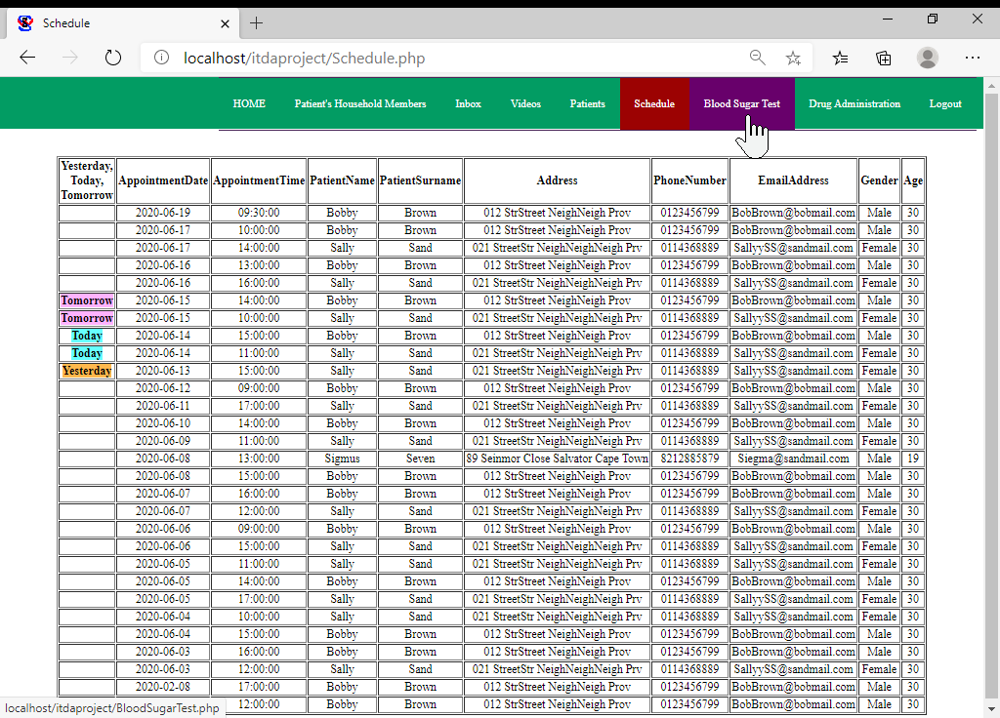 Schedule
localhost/itdaproject/Schedule.php
HOME Patient's Household Members Inbox Videos Patients Schedule Blood Sugar Test Drug Administration Logout
Yesterday, Today, Tomorrow AppointmentDate AppointmentTime PatientName PatientSurname Address PhoneNumber EmailAddress Gender Age
2020-06-19 09:30:00 Bobby Brown 012 StrStreet NeighNeigh Prov 0123456799 BobBrown@bobmail.com Male 30
2020-06-17 10:00:00 Bobby Brown 012 StrStreet NeighNeigh Prov 0123456799 BobBrown@bobmail.com Male 30
2020-06-17 14:00:00 Sally Sand 021 StreetStr NeighNeighNeigh Prv 0114368889 SallyySS@sandmail.com Female 30
2020-06-16 13:00:00 Bobby Brown 012 StrStreet NeighNeigh Prov 0123456799 BobBrown@bobmail.com Male 30
2020-06-16 16:00:00 Sally Sand 021 StreetStr NeighNeighNeigh Prv 0114368889 SallyySS@sandmail.com Female 30
Tomorrow 2020-06-15 14:00:00 Bobby Brown 012 StrStreet NeighNeigh Prov 0123456799 BobBrown@bobmail.com Male 30
Tomorrow 2020-06-15 10:00:00 Sally Sand 021 StreetStr NeighNeighNeigh Prv 0114368889 SallyySS@sandmail.com Female 30
Today 2020-06-14 15:00:00 Bobby Brown 012 StrStreet NeighNeigh Prov 0123456799 BobBrown@bobmail.com Male 30
Today 2020-06-14 11:00:00 Sally Sand 021 StreetStr NeighNeighNeigh Prv 0114368889 SallyySS@sandmail.com Female 30
Yesterday 2020-06-13 15:00:00 Sally Sand 021 StreetStr NeighNeighNeigh Prv 0114368889 SallyySS@sandmail.com Female 30
2020-06-12 09:00:00 Bobby Brown 012 StrStreet NeighNeigh Prov 0123456799 BobBrown@bobmail.com Male 30
2020-06-11 17:00:00 Sally Sand 021 StreetStr NeighNeighNeigh Prv 0114368889 SallyySS@sandmail.com Female 30
2020-06-10 14:00:00 Bobby Brown 012 StrStreet NeighNeigh Prov 0123456799 BobBrown@bobmail.com Male 30
2020-06-09 11:00:00 Sally Sand 021 StreetStr NeighNeighNeigh Prv 0114368889 SallyySS@sandmail.com Female 30
2020-06-08 13:00:00 Sigmus Seven 89 Seinmor Close Salvator Cape Town 8212885879 Siegma@sandmail.com Male 19
2020-06-08 15:00:00 Bobby Brown 012 StrStreet NeighNeigh Prov 0123456799 BobBrown@bobmail.com Male 30
2020-06-07 16:00:00 Bobby Brown 012 StrStreet NeighNeigh Prov 0123456799 BobBrown@bobmail.com Male 30
2020-06-07 12:00:00 Sally Sand 021 StreetStr NeighNeighNeigh Prv 0114368889 SallyySS@sandmail.com Female 30
2020-06-06 09:00:00 Bobby Brown 012 StrStreet NeighNeigh Prov 0123456799 BobBrown@bobmail.com Male 30
2020-06-06 15:00:00 Sally Sand 021 StreetStr NeighNeighNeigh Prv 0114368889 SallyySS@sandmail.com Female 30
2020-06-05 11:00:00 Sally Sand 021 StreetStr NeighNeighNeigh Prv 0114368889 SallyySS@sandmail.com Female 30
2020-06-05 14:00:00 Bobby Brown 012 StrStreet NeighNeigh Prov 0123456799 BobBrown@bobmail.com Male 30
2020-06-05 17:00:00 Sally Sand 021 StreetStr NeighNeighNeigh Prv 0114368889 SallyySS@sandmail.com Female 30
2020-06-04 10:00:00 Sally Sand 021 StreetStr NeighNeighNeigh Prv 0114368889 SallyySS@sandmail.com Female 30
2020-06-04 15:00:00 Bobby Brown 012 StrStreet NeighNeigh Prov 0123456799 BobBrown@bobmail.com Male 30
2020-06-03 16:00:00 Bobby Brown 012 StrStreet NeighNeigh Prov 0123456799 BobBrown@bobmail.com Male 30
2020-06-03 12:00:00 Sally Sand 021 StreetStr NeighNeighNeigh Prv 0114368889 SallyySS@sandmail.com Female 30
2020-02-08 17:00:00 Bobby Brown 012 StrStreet NeighNeigh Prov 0123456799 BobBrown@bobmail.com Male 30
12:00:00 Bobby Brown 012 StrStreet NeighNeigh Prov 0123456799 BobBrown@bobmail.com Male 30
localhost/itdaproject/BloodSugarTest.php